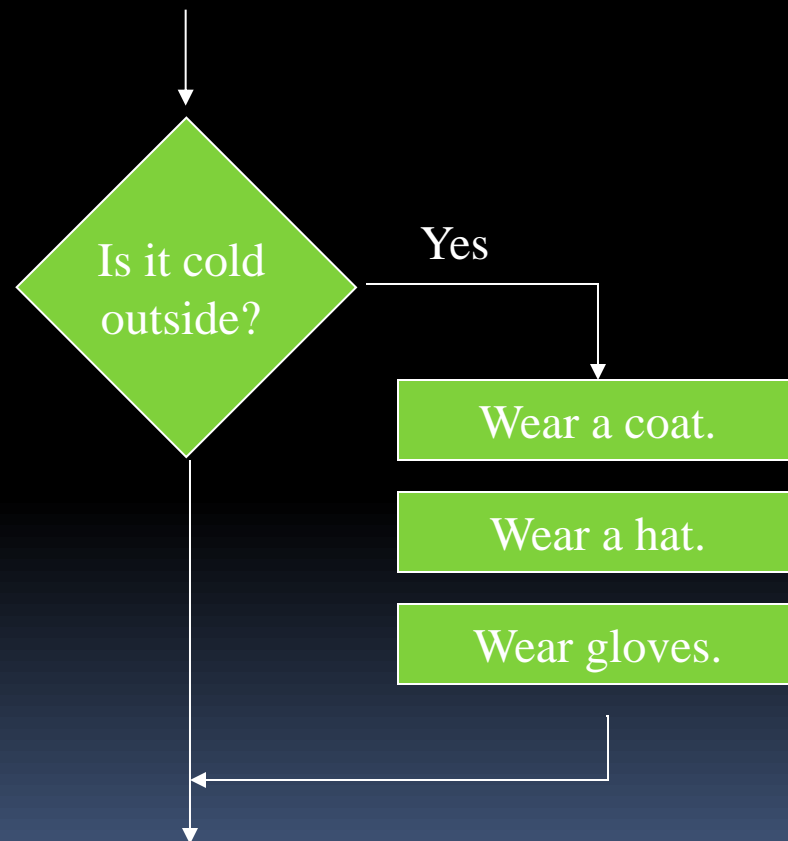 Is it cold
outside?
Yes
Wear a coat.
Wear a hat.
Wear gloves.